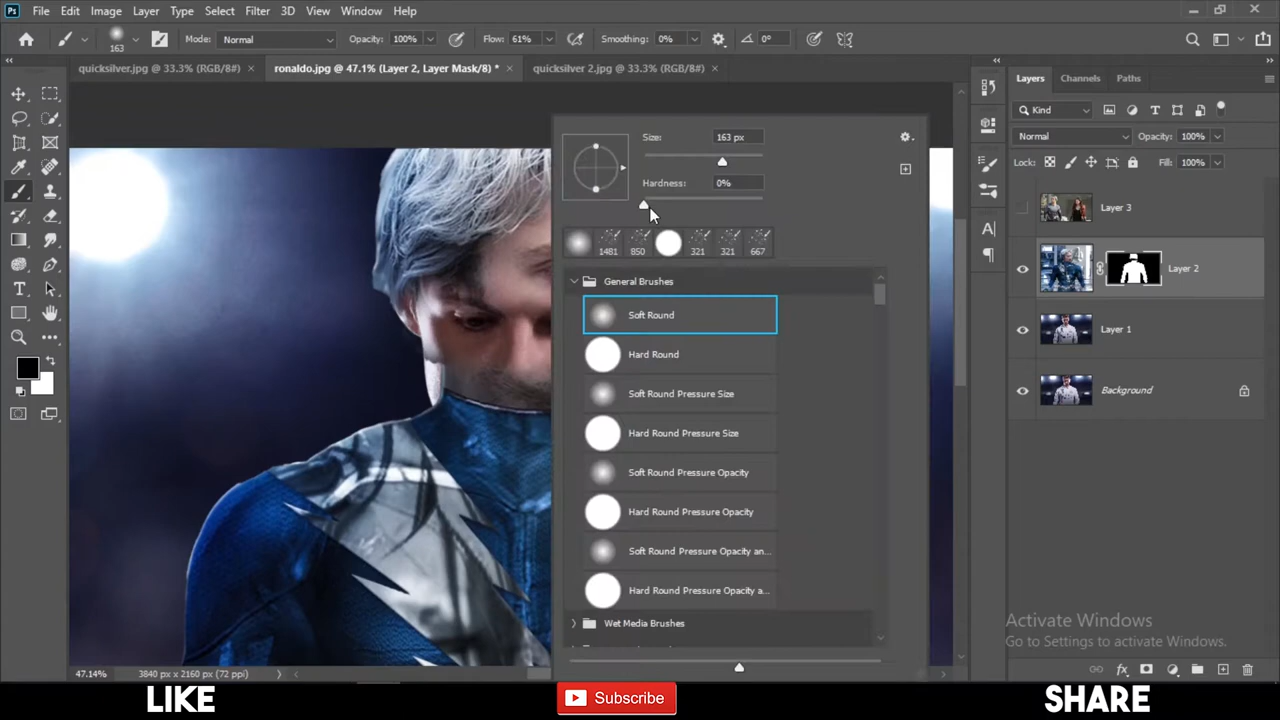 Ps File Edit Image Layer Type Select Filter 3D View Window Help
163 Mode: Normal Opacity: 100% Flow: 61% Smoothing: 0% 0°
quicksilver.jpg @ 33.3% (RGB/8#) × ronaldo.jpg @ 47.1% (Layer 2, Layer Mask/8) * × quicksilver 2.jpg @ 33.3% (RGB/8#) ×
Size: 163 px
Hardness: 0%
1481 850 321 321 667
General Brushes
Soft Round
Hard Round
Soft Round Pressure Size
Hard Round Pressure Size
Soft Round Pressure Opacity
Hard Round Pressure Opacity
Soft Round Pressure Opacity an...
Hard Round Pressure Opacity a...
Wet Media Brushes
Layers Channels Paths
Kind
Normal Opacity: 100%
Lock: Fill: 100%
Layer 3
Layer 2
Layer 1
Background
Activate Windows
Go to Settings to activate Windows.
47.14% 3840 px x 2160 px (72 ppi)
LIKE Subscribe SHARE